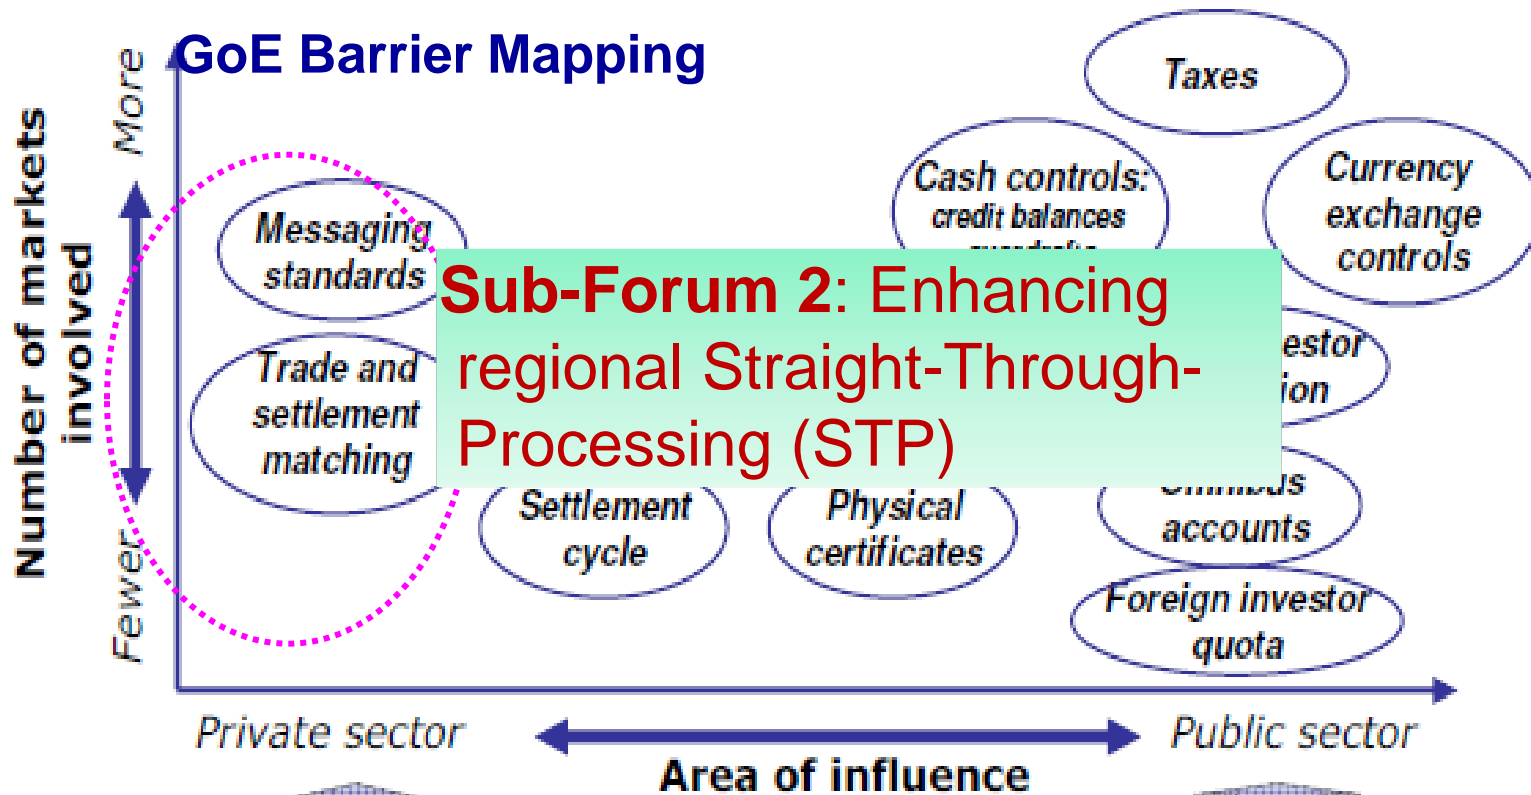 GoE Barrier Mapping
Number of markets
involved
More
Fewer
Taxes
Cash controls:
credit balances
Currency
exchange
controls
Messaging
standards
Sub-Forum 2: Enhancing
regional Straight-Through-
Processing (STP)
Trade and
settlement
matching
Settlement
cycle
Physical
certificates
accounts
Foreign investor
quota
Private sector
Public sector
Area of influence